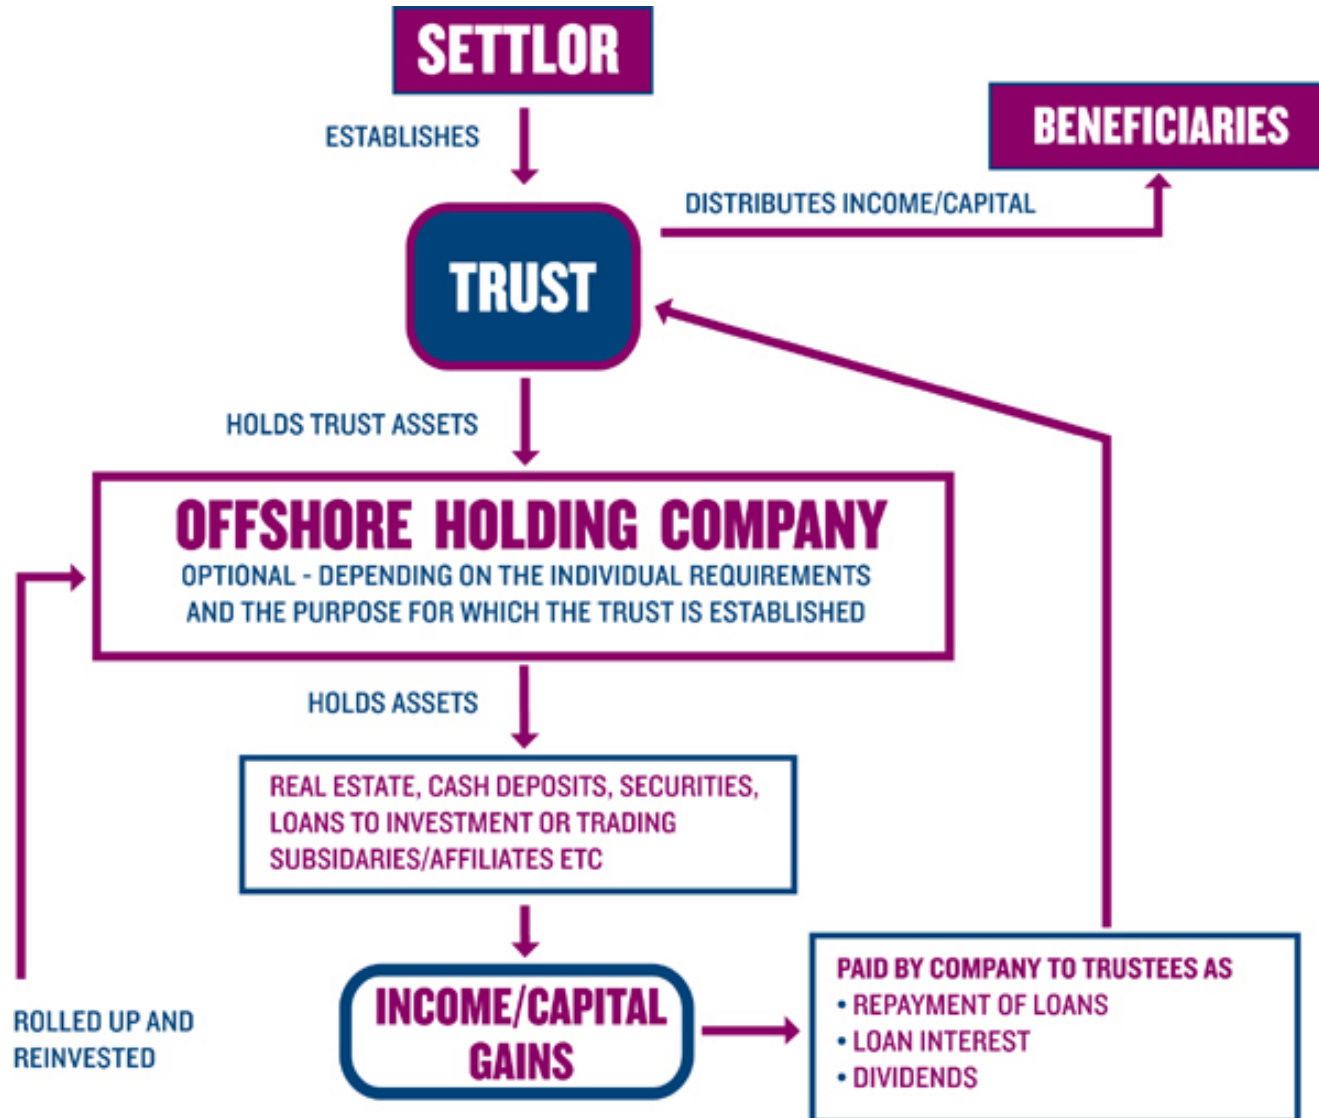 SETTLOR
ESTABLISHES
BENEFICIARIES
DISTRIBUTES INCOME/CAPITAL
TRUST
HOLDS TRUST ASSETS
OFFSHORE HOLDING COMPANY
OPTIONAL - DEPENDING ON THE INDIVIDUAL REQUIREMENTS
AND THE PURPOSE FOR WHICH THE TRUST IS ESTABLISHED
HOLDS ASSETS
REAL ESTATE, CASH DEPOSITS, SECURITIES,
LOANS TO INVESTMENT OR TRADING
SUBSIDARIES/AFFILIATES ETC
INCOME/CAPITAL
GAINS
PAID BY COMPANY TO TRUSTEES AS
• REPAYMENT OF LOANS
• LOAN INTEREST
• DIVIDENDS
ROLLED UP AND
REINVESTED